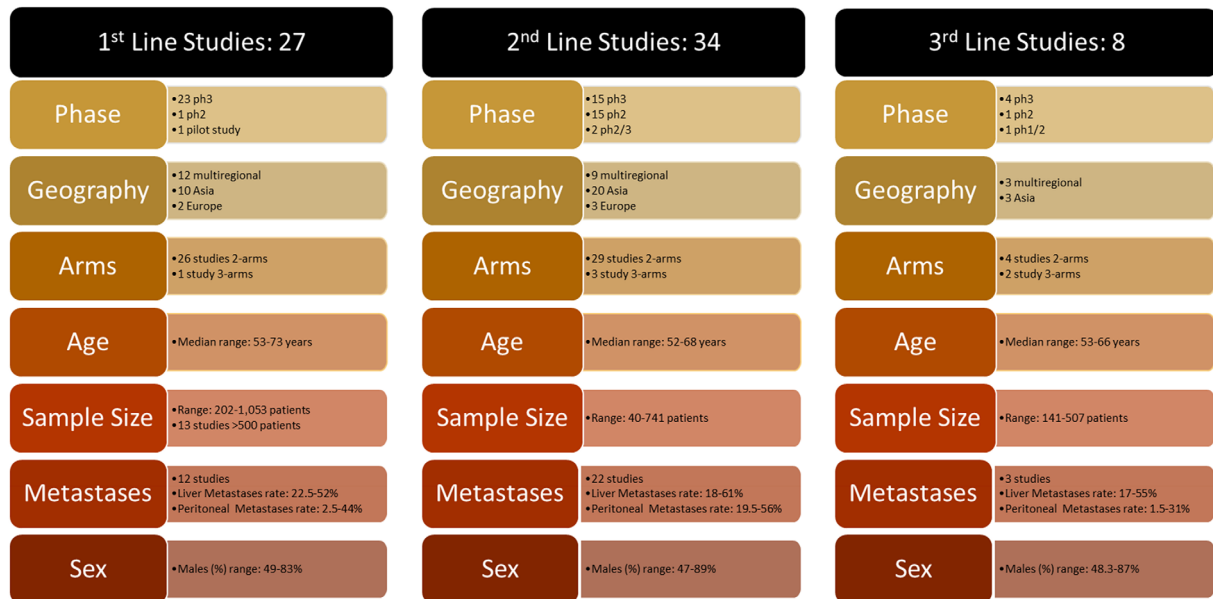 1st Line Studies: 27
Phase
•23 ph3
•1 ph2
•1 pilot study
Geography
•12 multiregional
•10 Asia
•2 Europe
Arms
•26 studies 2-arms
•1 study 3-arms
Age
•Median range: 53-73 years
Sample Size
•Range: 202-1,053 patients
•13 studies >500 patients
Metastases
•12 studies
•Liver Metastases rate: 22.5-52%
•Peritoneal Metastases rate: 2.5-44%
Sex
•Males (%) range: 49-83%
2nd Line Studies: 34
Phase
•15 ph3
•15 ph2
•2 ph2/3
Geography
•9 multiregional
•20 Asia
•3 Europe
Arms
•29 studies 2-arms
•3 study 3-arms
Age
•Median range: 52-68 years
Sample Size
•Range: 40-741 patients
Metastases
•22 studies
•Liver Metastases rate: 18-61%
•Peritoneal Metastases rate: 19.5-56%
Sex
•Males (%) range: 47-89%
3rd Line Studies: 8
Phase
•4 ph3
•1 ph2
•1 ph1/2
Geography
•3 multiregional
•3 Asia
Arms
•4 studies 2-arms
•2 study 3-arms
Age
•Median range: 53-66 years
Sample Size
•Range: 141-507 patients
Metastases
•3 studies
•Liver Metastases rate: 17-55%
•Peritoneal Metastases rate: 1.5-31%
Sex
•Males (%) range: 48.3-87%